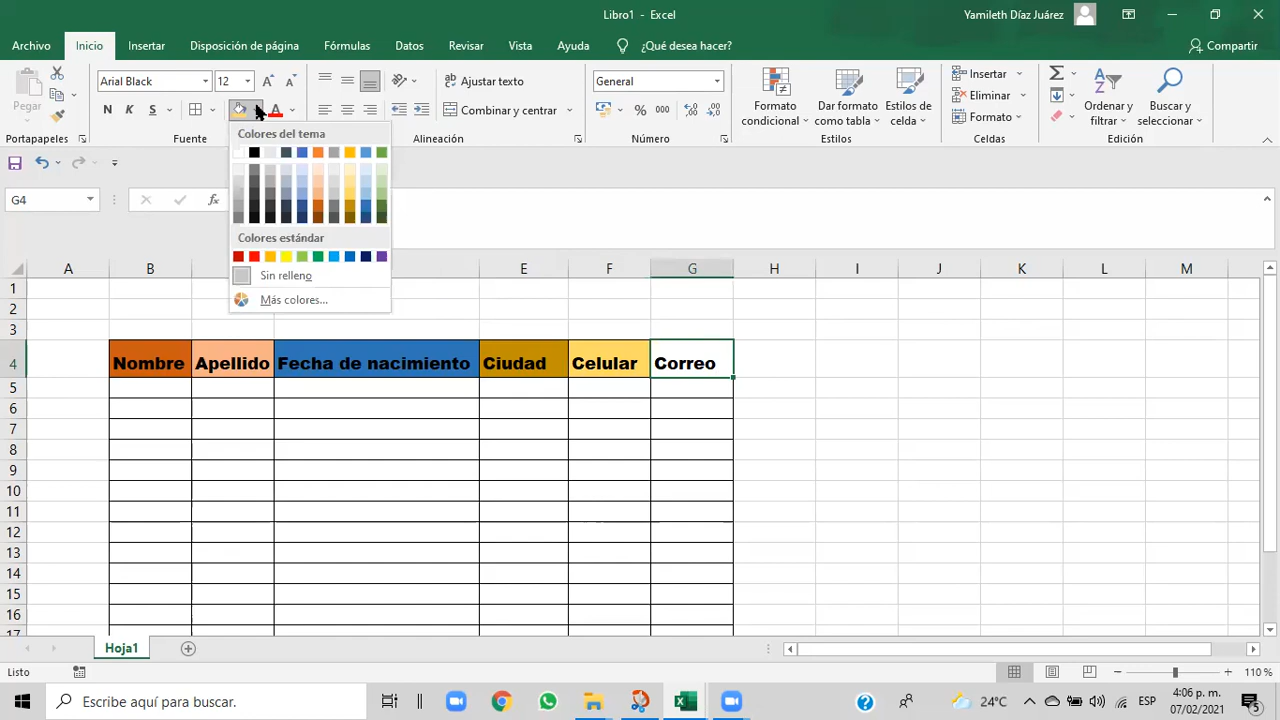 Libro1 - Excel
Yamileth Díaz Juárez
Archivo Inicio Insertar Disposición de página Fórmulas Datos Revisar Vista Ayuda ¿Qué desea hacer? Compartir
Pegar
Arial Black 12
N K S
Ajustar texto
Combinar y centrar
General
% 000
Formato condicional
Dar formato como tabla
Estilos de celda
Insertar
Eliminar
Formato
Ordenar y filtrar
Buscar y seleccionar
Portapapeles Fuente Alineación Número Estilos Celdas Edición
Colores del tema
Colores estándar
Sin relleno
Más colores...
G4
fx
A B E F G H I J K L M
1
2
3
4 Nombre Apellido Fecha de nacimiento Ciudad Celular Correo
5
6
7
8
9
10
11
12
13
14
15
16
17
Hoja1
Listo
110 %
Escribe aquí para buscar.
24°C
ESP
4:06 p. m.
07/02/2021
5